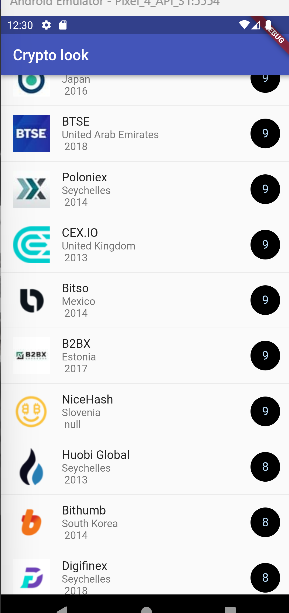 Android Emulator - Pixel_4_API_31:5554
12:30
DEBUG
Crypto look
Japan
2016
9
BTSE
BTSE
United Arab Emirates
2018
9
Poloniex
Seychelles
2014
9
CEX.IO
United Kingdom
2013
9
Bitso
Mexico
2014
9
B2BX
B2BX
Estonia
2017
9
NiceHash
Slovenia
null
9
Huobi Global
Seychelles
2013
8
Bithumb
South Korea
2014
8
Digifinex
Seychelles
2018
8